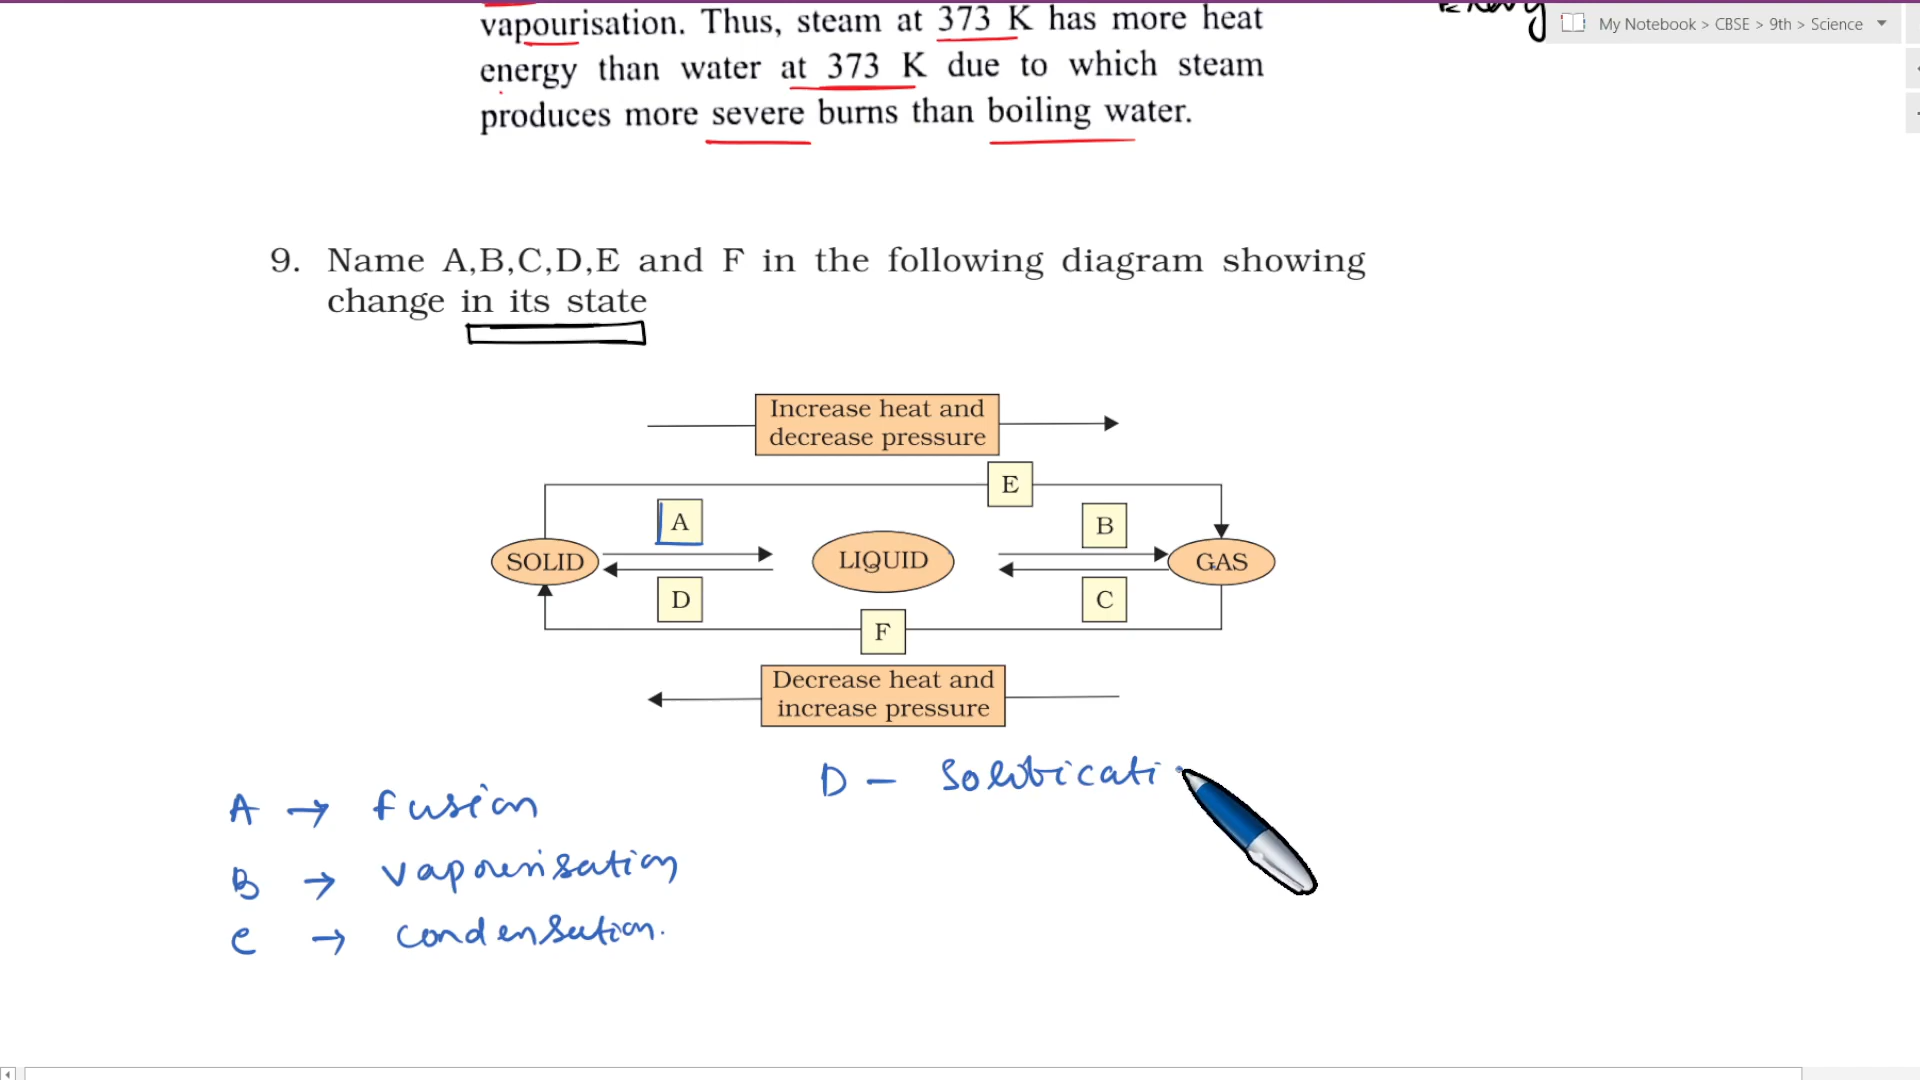 vapourisation. Thus, steam at 373 K has more heat
energy than water at 373 K due to which steam
produces more severe burns than boiling water.
My Notebook > CBSE > 9th > Science
9. Name A,B,C,D,E and F in the following diagram showing
change in its state
Increase heat and
decrease pressure
E
A
B
SOLID
LIQUID
GAS
D
C
F
Decrease heat and
increase pressure
A → fusion
B → vapourisation
C → condensation.
D –